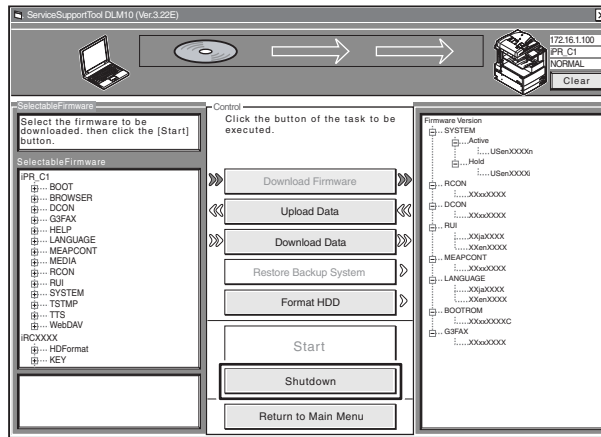 ServiceSupportTool DLM10 (Ver.3.22E)
172.16.1.100
iPR_C1
NORMAL
Clear
SelectableFirmware
Select the firmware to be
downloaded. then click the [Start]
button.
SelectableFirmware
iPR_C1
BOOT
BROWSER
DCON
G3FAX
HELP
LANGUAGE
MEAPCONT
MEDIA
RCON
RUI
SYSTEM
TSTMP
TTS
WebDAV
iRCXXXX
HDFormat
KEY
Control
Click the button of the task to be
executed.
Download Firmware
Upload Data
Download Data
Restore Backup System
Format HDD
Start
Shutdown
Return to Main Menu
Firmware Version
SYSTEM
Active
USenXXXXn
Hold
USenXXXXi
RCON
XXxxXXXX
DCON
XXxxXXXX
RUI
XXjaXXXX
XXenXXXX
MEAPCONT
XXxxXXXX
LANGUAGE
XXjaXXXX
XXenXXXX
BOOTROM
XXxxXXXXC
G3FAX
XXxxXXXX